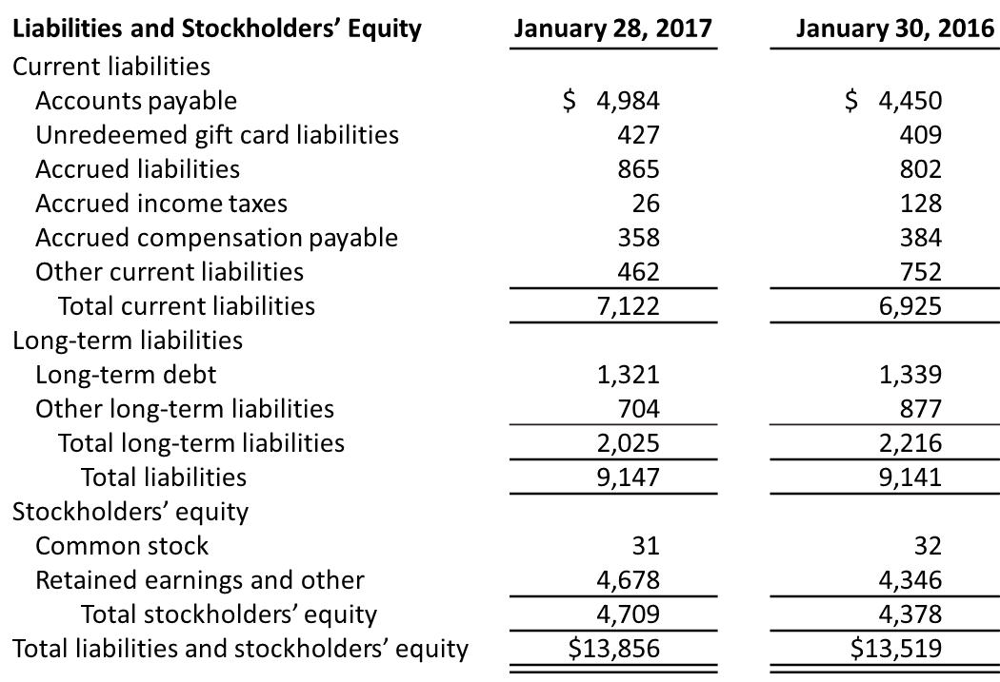 Liabilities and Stockholders’ Equity January 28, 2017 January 30, 2016
Current liabilities
Accounts payable $ 4,984 $ 4,450
Unredeemed gift card liabilities 427 409
Accrued liabilities 865 802
Accrued income taxes 26 128
Accrued compensation payable 358 384
Other current liabilities 462 752
Total current liabilities 7,122 6,925
Long-term liabilities
Long-term debt 1,321 1,339
Other long-term liabilities 704 877
Total long-term liabilities 2,025 2,216
Total liabilities 9,147 9,141
Stockholders’ equity
Common stock 31 32
Retained earnings and other 4,678 4,346
Total stockholders’ equity 4,709 4,378
Total liabilities and stockholders’ equity $13,856 $13,519